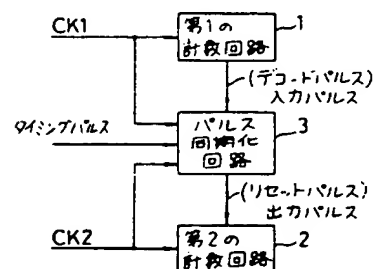 CK1
第1の
計数回路
1
(デコードパルス)
入力パルス
タイミングパルス
パルス
同期化
回路
3
(リセットパルス)
出力パルス
CK2
第2の
計数回路
2